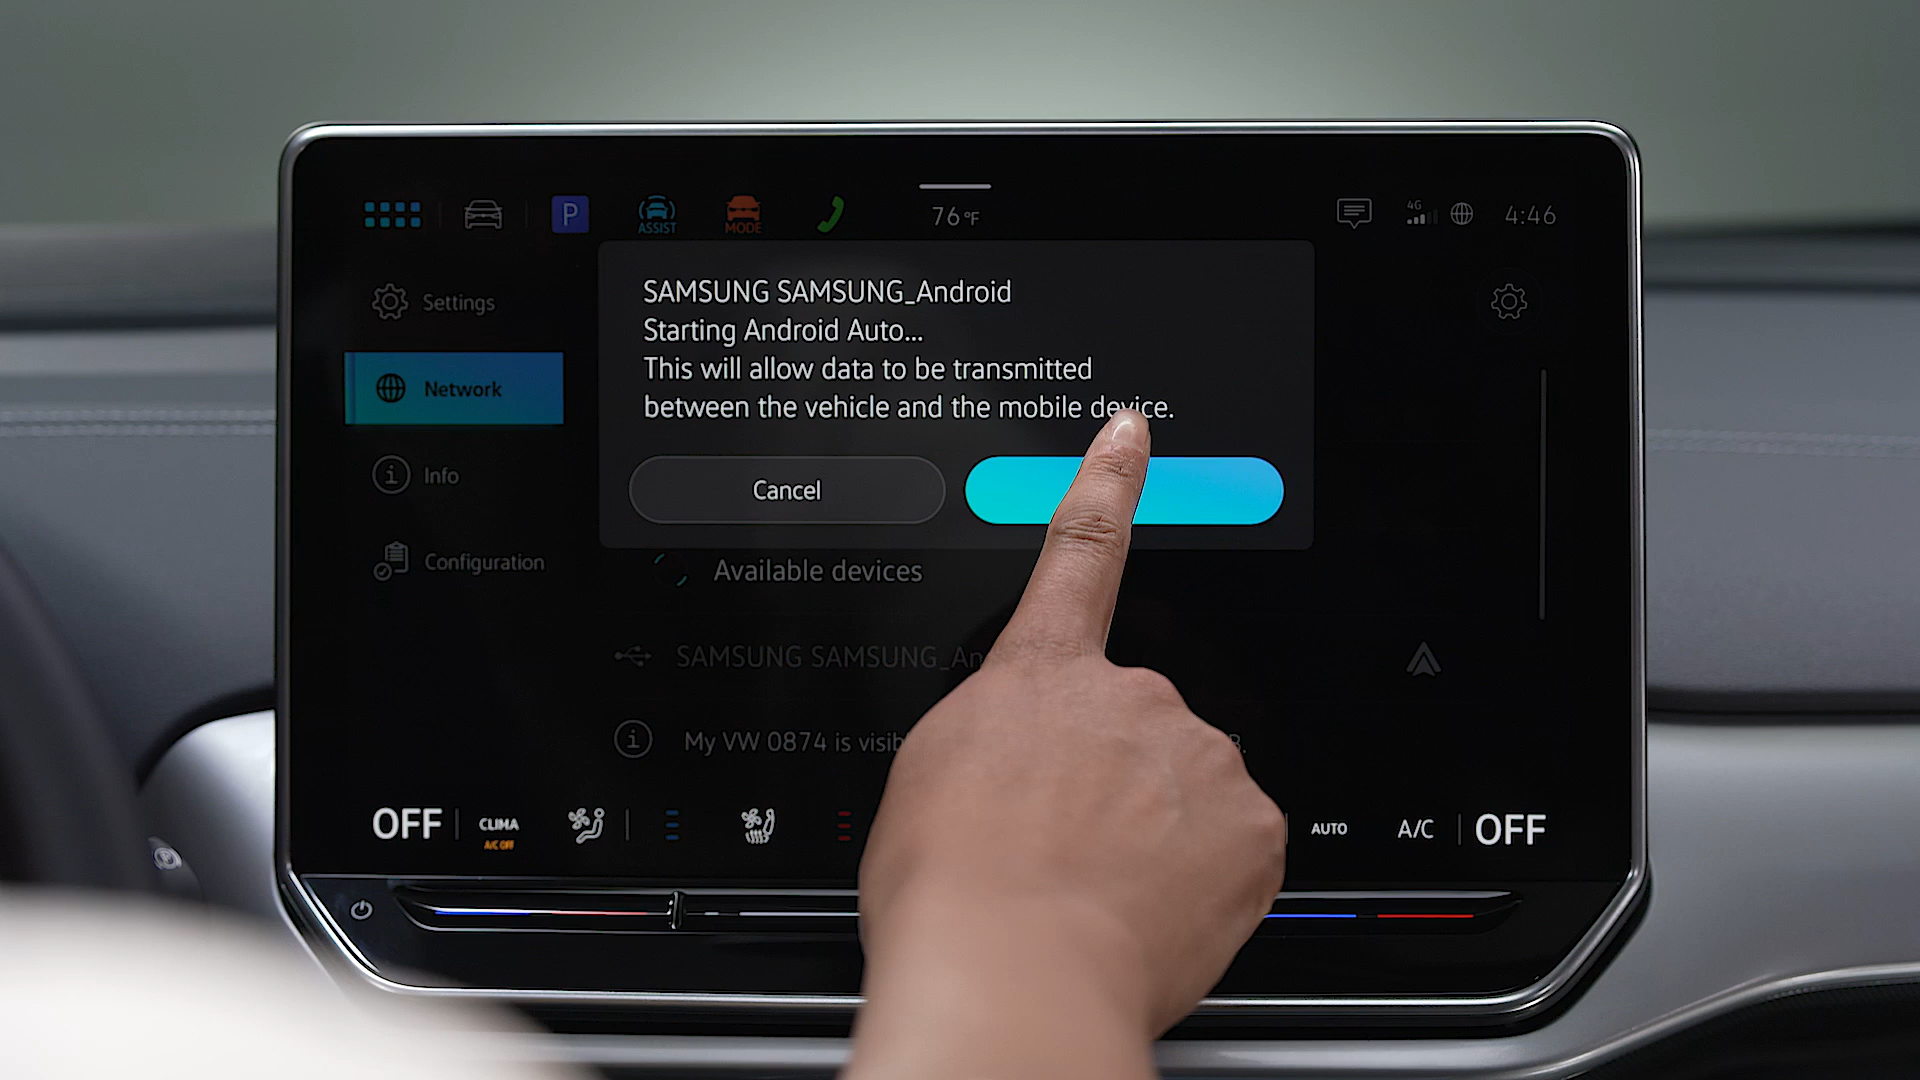 P
ASSIST
MODE
76°F
4G
4:46
Settings
Network
Info
Configuration
SAMSUNG SAMSUNG_Android
Starting Android Auto...
This will allow data to be transmitted
between the vehicle and the mobile device.
Cancel
Available devices
SAMSUNG SAMSUNG_An
My VW 0874 is visib
OFF
CLIMA
A/C OFF
AUTO
A/C
OFF